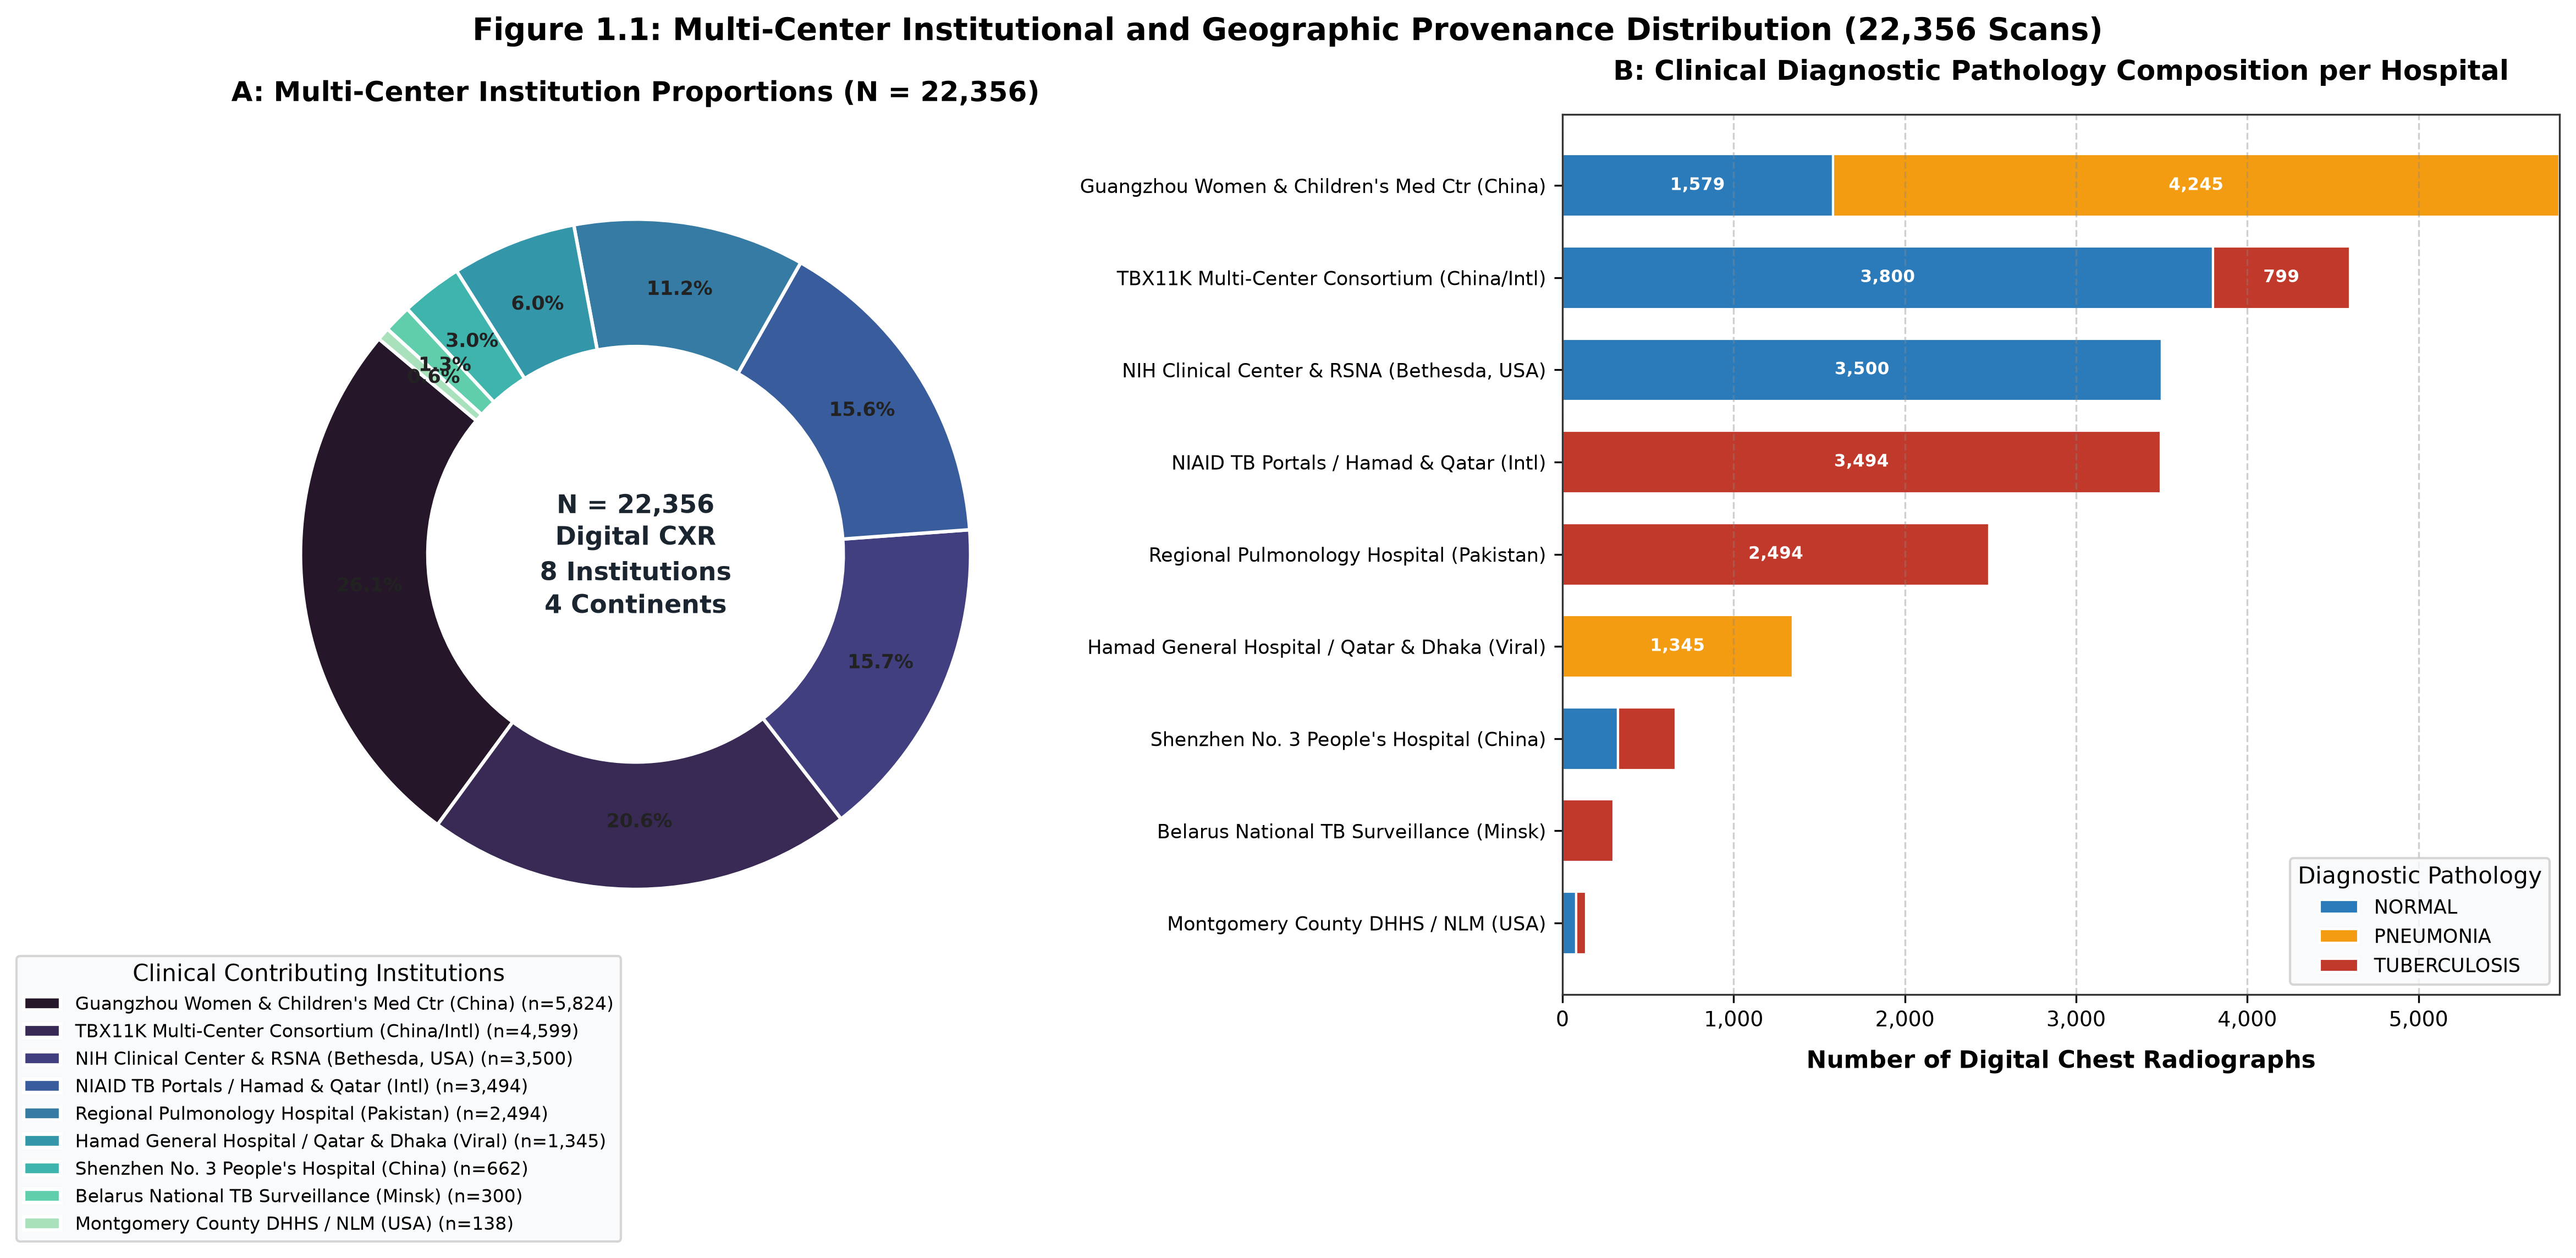 Figure 1.1: Multi-Center Institutional and Geographic Provenance Distribution (22,356 Scans)
A: Multi-Center Institution Proportions (N = 22,356)
11.2%
6.0%
3.0%
1.3%
0.6%
15.6%
26.1%
15.7%
20.6%
N = 22,356
Digital CXR
8 Institutions
4 Continents
Clinical Contributing Institutions
Guangzhou Women & Children's Med Ctr (China) (n=5,824)
TBX11K Multi-Center Consortium (China/Intl) (n=4,599)
NIH Clinical Center & RSNA (Bethesda, USA) (n=3,500)
NIAID TB Portals / Hamad & Qatar (Intl) (n=3,494)
Regional Pulmonology Hospital (Pakistan) (n=2,494)
Hamad General Hospital / Qatar & Dhaka (Viral) (n=1,345)
Shenzhen No. 3 People's Hospital (China) (n=662)
Belarus National TB Surveillance (Minsk) (n=300)
Montgomery County DHHS / NLM (USA) (n=138)
B: Clinical Diagnostic Pathology Composition per Hospital
Guangzhou Women & Children's Med Ctr (China)
1,579
4,245
TBX11K Multi-Center Consortium (China/Intl)
3,800
799
NIH Clinical Center & RSNA (Bethesda, USA)
3,500
NIAID TB Portals / Hamad & Qatar (Intl)
3,494
Regional Pulmonology Hospital (Pakistan)
2,494
Hamad General Hospital / Qatar & Dhaka (Viral)
1,345
Shenzhen No. 3 People's Hospital (China)
Belarus National TB Surveillance (Minsk)
Montgomery County DHHS / NLM (USA)
Diagnostic Pathology
NORMAL
PNEUMONIA
TUBERCULOSIS
0
1,000
2,000
3,000
4,000
5,000
Number of Digital Chest Radiographs